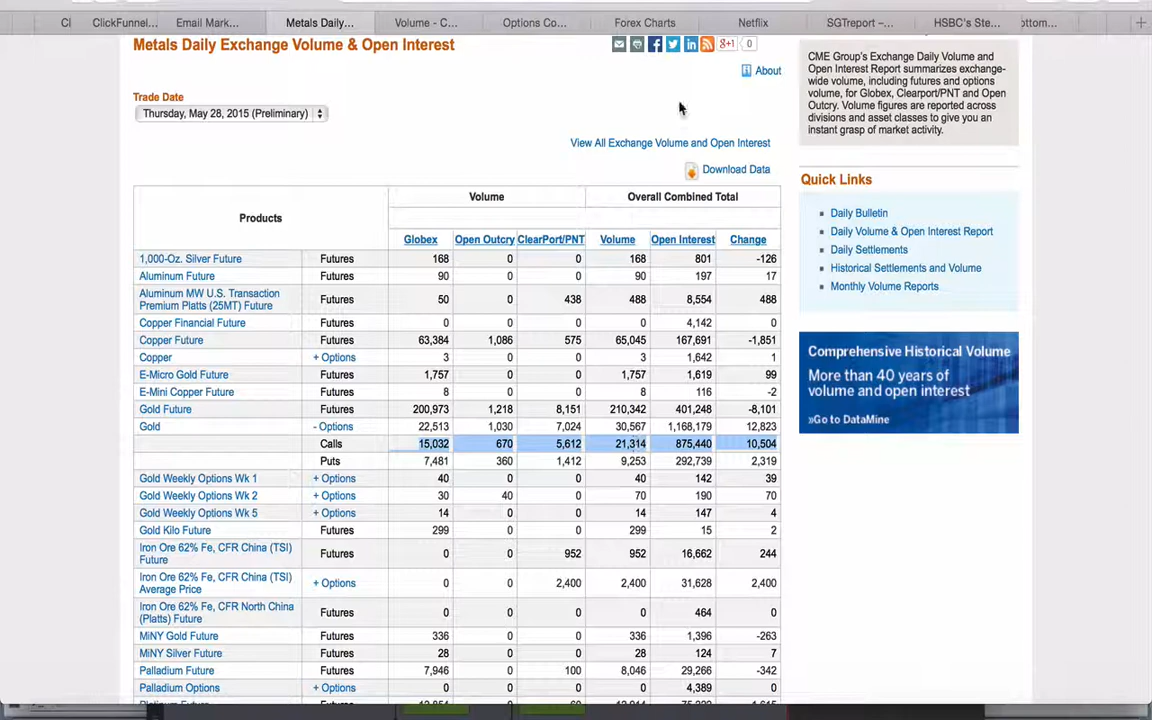 Cl ClickFunnel... Email Mark... Metals Daily... Volume - C... Options Co... Forex Charts Netflix SGTreport –... HSBC's Ste... ottom...
Metals Daily Exchange Volume & Open Interest
g+1 0
About
Trade Date
Thursday, May 28, 2015 (Preliminary)
View All Exchange Volume and Open Interest
Download Data
Products Volume Overall Combined Total
Globex Open Outcry ClearPort/PNT Volume Open Interest Change
1,000-Oz. Silver Future Futures 168 0 0 168 801 -126
Aluminum Future Futures 90 0 0 90 197 17
Aluminum MW U.S. Transaction
Premium Platts (25MT) Future Futures 50 0 438 488 8,554 488
Copper Financial Future Futures 0 0 0 0 4,142 0
Copper Future Futures 63,384 1,086 575 65,045 167,691 -1,851
Copper + Options 3 0 0 3 1,642 1
E-Micro Gold Future Futures 1,757 0 0 1,757 1,619 99
E-Mini Copper Future Futures 8 0 0 8 116 -2
Gold Future Futures 200,973 1,218 8,151 210,342 401,248 -8,101
Gold - Options 22,513 1,030 7,024 30,567 1,168,179 12,823
Calls 15,032 670 5,612 21,314 875,440 10,504
Puts 7,481 360 1,412 9,253 292,739 2,319
Gold Weekly Options Wk 1 + Options 40 0 0 40 142 39
Gold Weekly Options Wk 2 + Options 30 40 0 70 190 70
Gold Weekly Options Wk 5 + Options 14 0 0 14 147 4
Gold Kilo Future Futures 299 0 0 299 15 2
Iron Ore 62% Fe, CFR China (TSI)
Future Futures 0 0 952 952 16,662 244
Iron Ore 62% Fe, CFR China (TSI)
Average Price + Options 0 0 2,400 2,400 31,628 2,400
Iron Ore 62% Fe, CFR North China
(Platts) Future Futures 0 0 0 0 464 0
MiNY Gold Future Futures 336 0 0 336 1,396 -263
MiNY Silver Future Futures 28 0 0 28 124 7
Palladium Future Futures 7,946 0 100 8,046 29,266 -342
Palladium Options + Options 0 0 0 0 4,389 0
CME Group's Exchange Daily Volume and
Open Interest Report summarizes exchange-
wide volume, including futures and options
volume, for Globex, Clearport/PNT and Open
Outcry. Volume figures are reported across
divisions and asset classes to give you an
instant grasp of market activity.
Quick Links
Daily Bulletin
Daily Volume & Open Interest Report
Daily Settlements
Historical Settlements and Volume
Monthly Volume Reports
Comprehensive Historical Volume
More than 40 years of
volume and open interest
»Go to DataMine